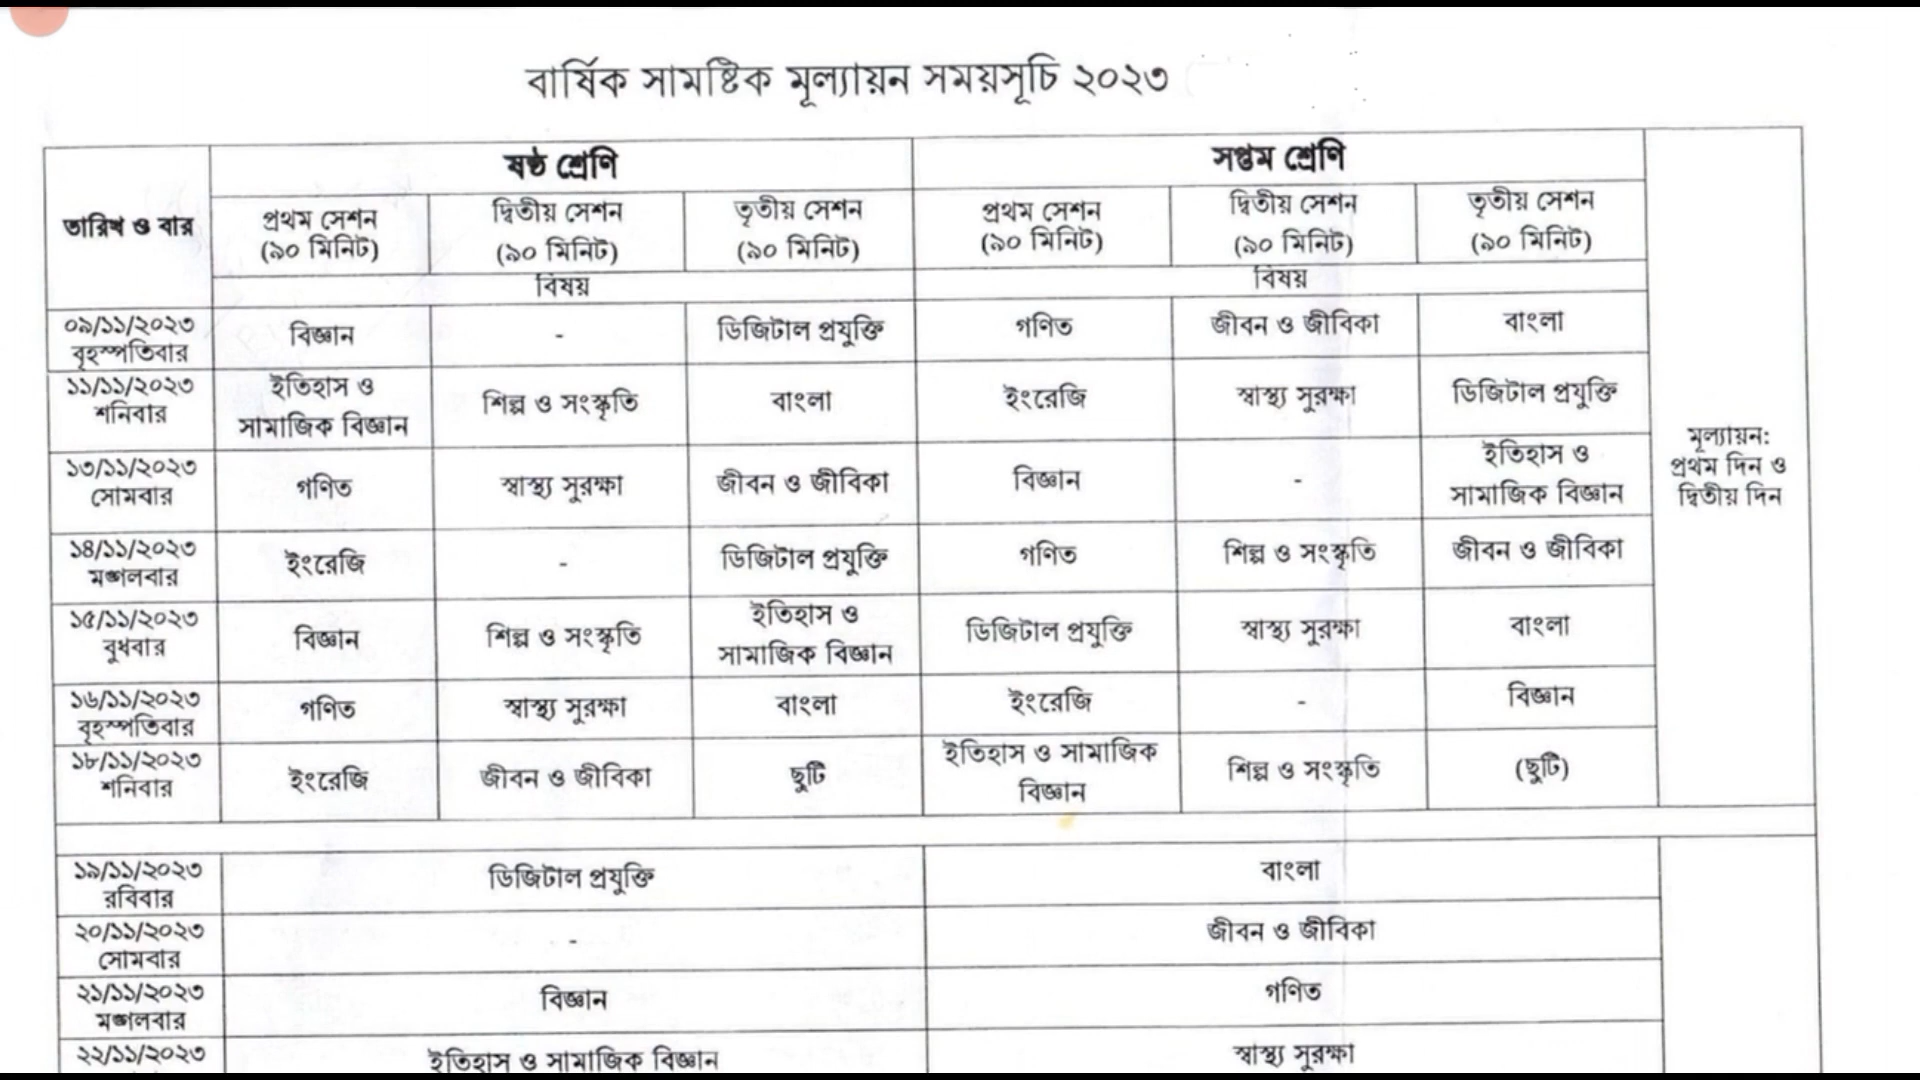 বার্ষিক সামষ্টিক মূল্যায়ন সময়সূচি ২০২৩
তারিখ ও বার
ষষ্ঠ শ্রেণি
সপ্তম শ্রেণি
প্রথম সেশন (৯০ মিনিট)
দ্বিতীয় সেশন (৯০ মিনিট)
তৃতীয় সেশন (৯০ মিনিট)
প্রথম সেশন (৯০ মিনিট)
দ্বিতীয় সেশন (৯০ মিনিট)
তৃতীয় সেশন (৯০ মিনিট)
বিষয়
বিষয়
০৯/১১/২০২৩ বৃহস্পতিবার
বিজ্ঞান
-
ডিজিটাল প্রযুক্তি
গণিত
জীবন ও জীবিকা
বাংলা
১১/১১/২০২৩ শনিবার
ইতিহাস ও সামাজিক বিজ্ঞান
শিল্প ও সংস্কৃতি
বাংলা
ইংরেজি
স্বাস্থ্য সুরক্ষা
ডিজিটাল প্রযুক্তি
১৩/১১/২০২৩ সোমবার
গণিত
স্বাস্থ্য সুরক্ষা
জীবন ও জীবিকা
বিজ্ঞান
-
ইতিহাস ও সামাজিক বিজ্ঞান
১৪/১১/২০২৩ মঙ্গলবার
ইংরেজি
-
ডিজিটাল প্রযুক্তি
গণিত
শিল্প ও সংস্কৃতি
জীবন ও জীবিকা
১৫/১১/২০২৩ বুধবার
বিজ্ঞান
শিল্প ও সংস্কৃতি
ইতিহাস ও সামাজিক বিজ্ঞান
ডিজিটাল প্রযুক্তি
স্বাস্থ্য সুরক্ষা
বাংলা
১৬/১১/২০২৩ বৃহস্পতিবার
গণিত
স্বাস্থ্য সুরক্ষা
বাংলা
ইংরেজি
-
বিজ্ঞান
১৮/১১/২০২৩ শনিবার
ইংরেজি
জীবন ও জীবিকা
ছুটি
ইতিহাস ও সামাজিক বিজ্ঞান
শিল্প ও সংস্কৃতি
(ছুটি)
মূল্যায়ন:
প্রথম দিন ও
দ্বিতীয় দিন
১৯/১১/২০২৩ রবিবার
ডিজিটাল প্রযুক্তি
বাংলা
২০/১১/২০২৩ সোমবার
-
জীবন ও জীবিকা
২১/১১/২০২৩ মঙ্গলবার
বিজ্ঞান
গণিত
২২/১১/২০২৩
ইতিহাস ও সামাজিক বিজ্ঞান
স্বাস্থ্য সুরক্ষা